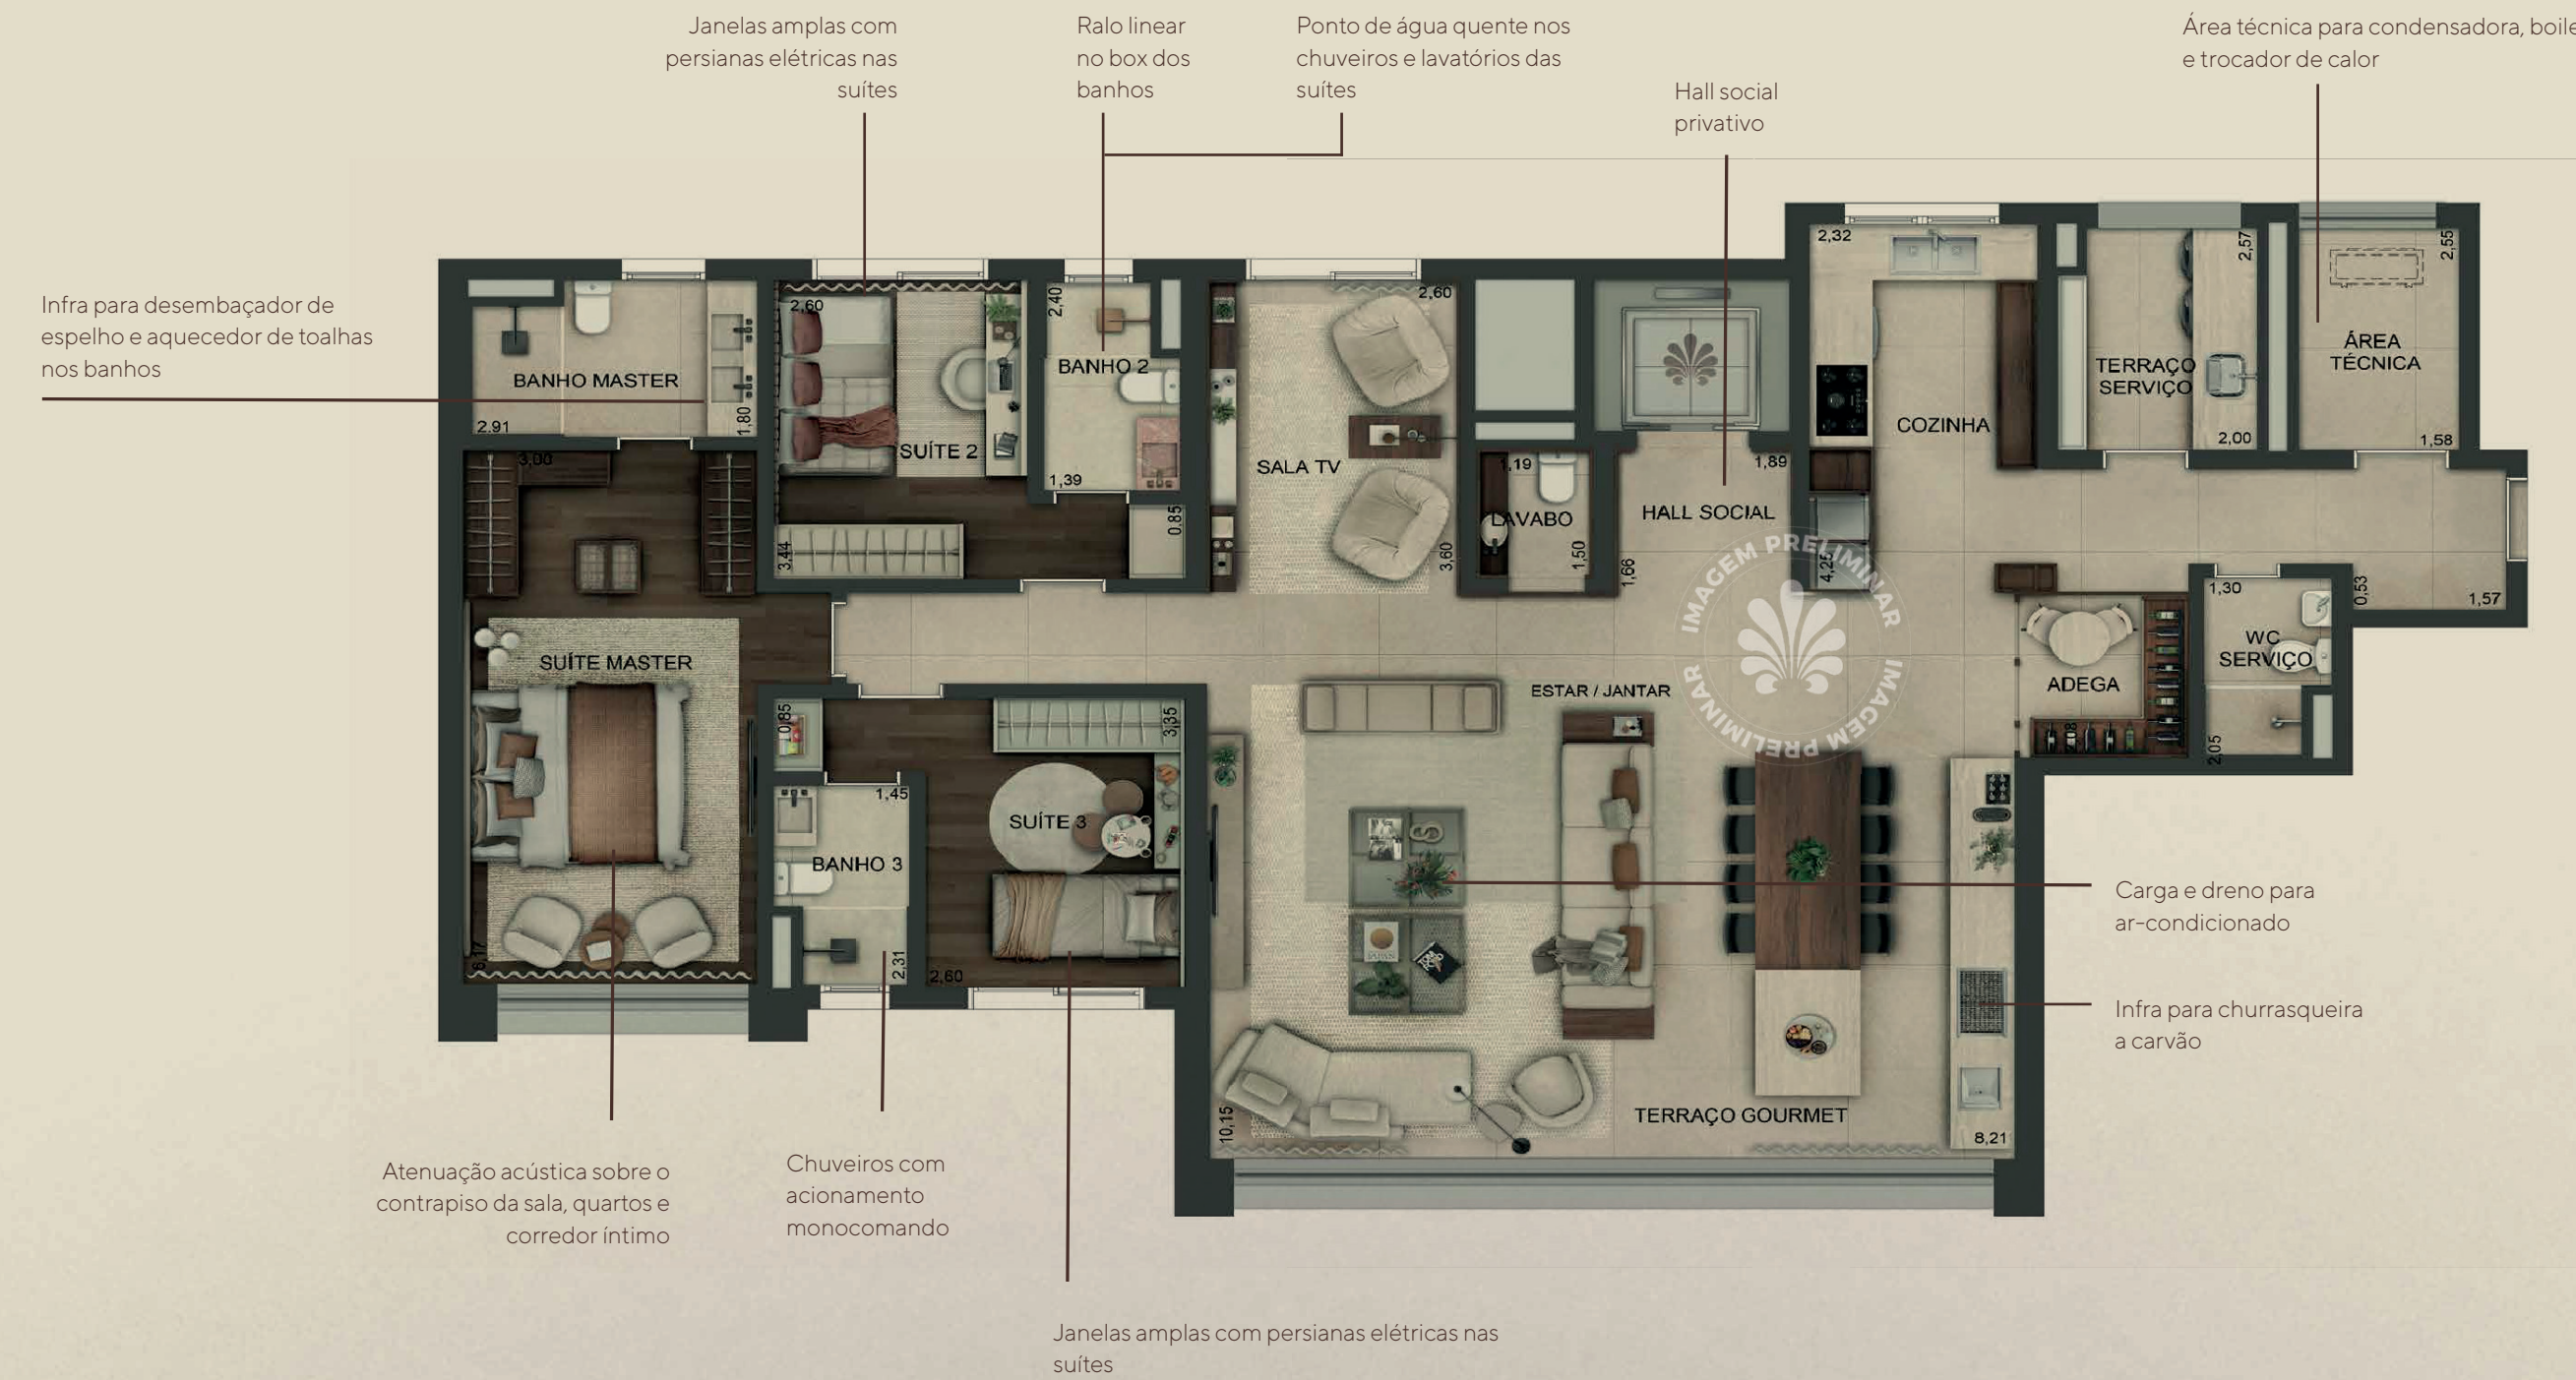 Janelas amplas com
persianas elétricas nas
suítes
Ralo linear
no box dos
banhos
Ponto de água quente nos
chuveiros e lavatórios das
suítes
Hall social
privativo
Área técnica para condensadora,
e trocador de calor
Infra para desembaçador de
espelho e aquecedor de toalhas
nos banhos
BANHO MASTER
2.91
1,80
2,60
SUÍTE 2
3,44
2,40
BANHO 2
1,39
0,85
2,60
SALA TV
3,60
1,19
LAVABO
1,50
1,89
HALL SOCIAL
1,66
2,32
COZINHA
4,25
2,57
TERRAÇO
SERVIÇO
2,00
2,55
ÁREA
TÉCNICA
1,58
0,53
1,57
1,30
WC
SERVIÇO
2,05
ADEGA
2,08
3,00
SUÍTE MASTER
8,17
0,85
1,45
BANHO 3
2,31
3,35
SUÍTE 3
2,60
ESTAR / JANTAR
IMAGEM PRELIMINAR
IMAGEM PRELIMINAR
10,15
TERRAÇO GOURMET
8,21
Carga e dreno para
ar-condicionado
Infra para churrasqueira
a carvão
Atenuação acústica sobre o
contrapiso da sala, quartos e
corredor íntimo
Chuveiros com
acionamento
monocomando
Janelas amplas com persianas elétricas nas
suítes